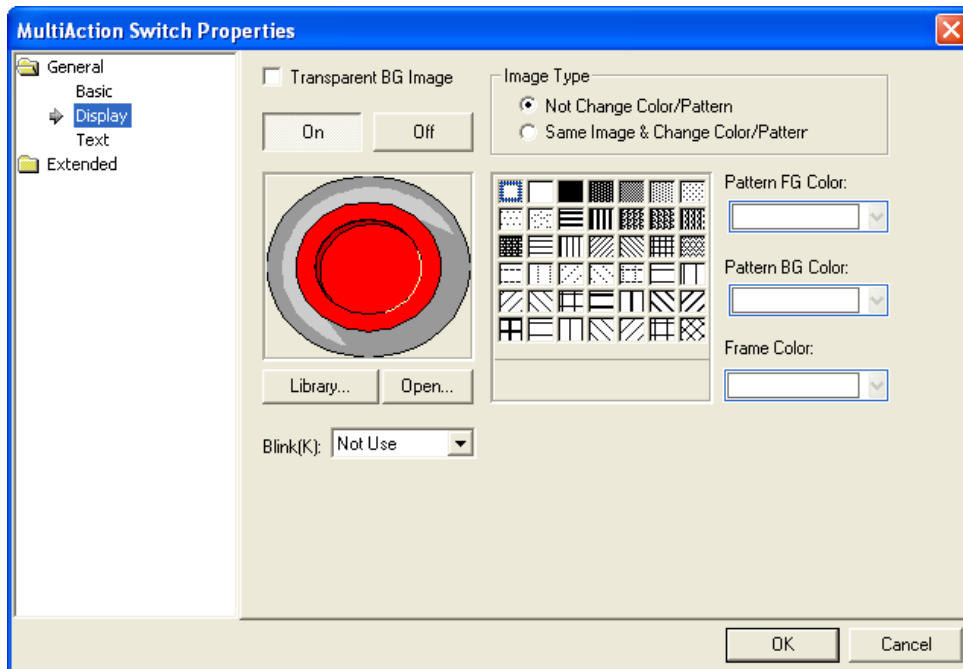 MultiAction Switch Properties
General
Basic
Display
Text
Extended
Transparent BG Image
On
Off
Image Type
Not Change Color/Pattern
Same Image & Change Color/Pattern
Pattern FG Color:
Pattern BG Color:
Frame Color:
Library...
Open...
Blink(K):
Not Use
OK
Cancel